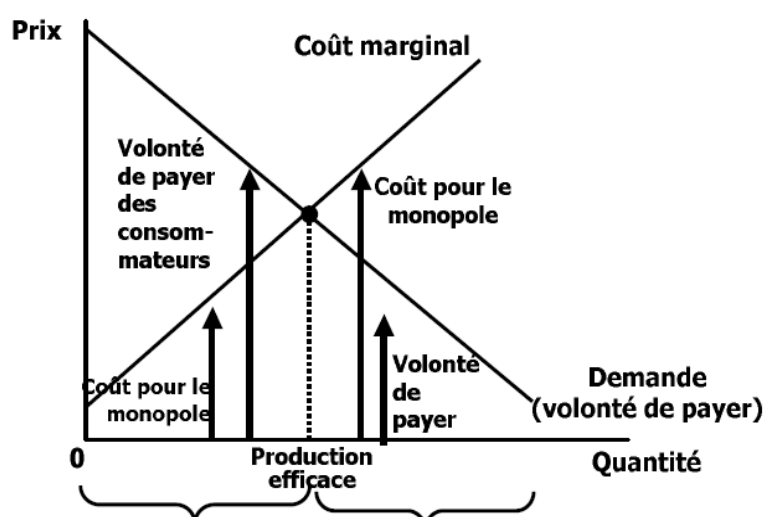 Prix
Coût marginal
Volonté
de payer
des
consom-
mateurs
Coût pour le
monopole
Coût pour le
monopole
Volonté
de
payer
Demande
(volonté de payer)
0
Production
efficace
Quantité